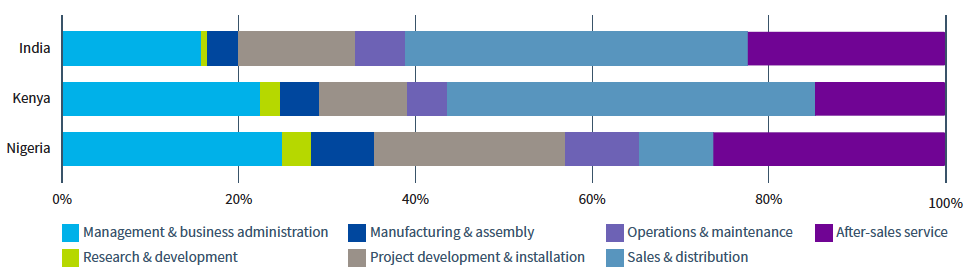 India
Kenya
Nigeria
0% 20% 40% 60% 80% 100%
Management & business administration Manufacturing & assembly Operations & maintenance After-sales service
Research & development Project development & installation Sales & distribution